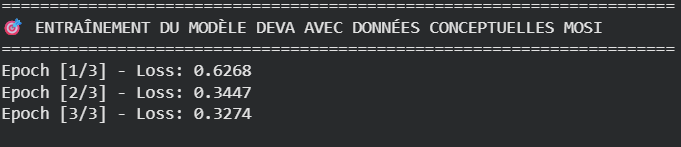 ======================================================================
🎯 ENTRAÎNEMENT DU MODÈLE DEVA AVEC DONNÉES CONCEPTUELLES MOSI
======================================================================
Epoch [1/3] - Loss: 0.6268
Epoch [2/3] - Loss: 0.3447
Epoch [3/3] - Loss: 0.3274